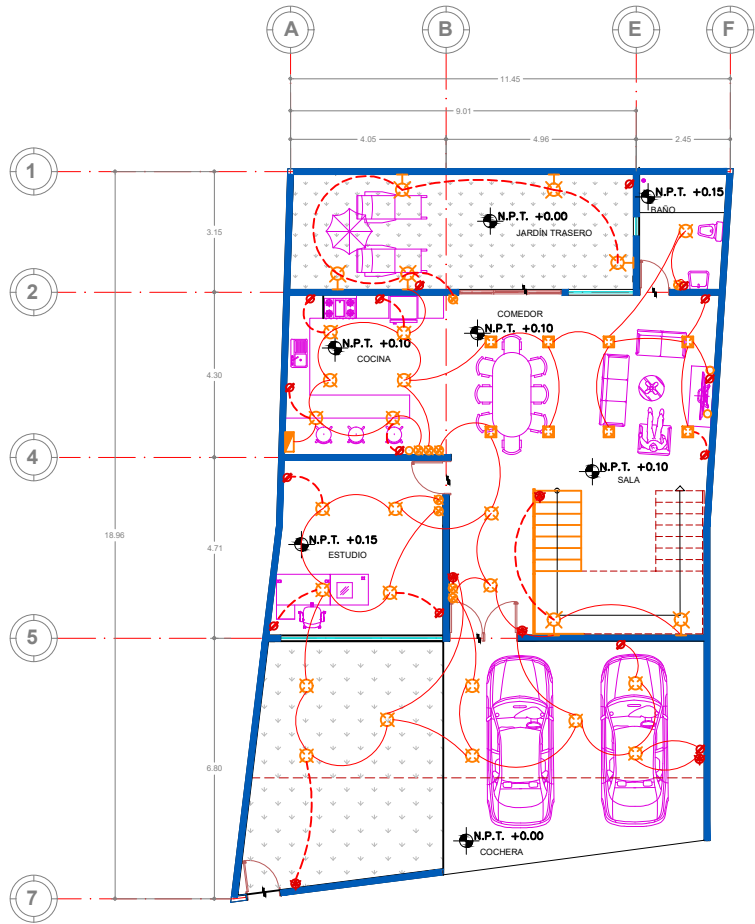 A B E F
11.45
9.01
4.05 4.96 2.45
1
N.P.T. +0.15
BAÑO
3.15
N.P.T. +0.00
JARDÍN TRASERO
2
COMEDOR
N.P.T. +0.10
N.P.T. +0.10
COCINA
4.30
4
N.P.T. +0.10
SALA
18.96
4.71
N.P.T. +0.15
ESTUDIO
5
6.80
N.P.T. +0.00
COCHERA
7